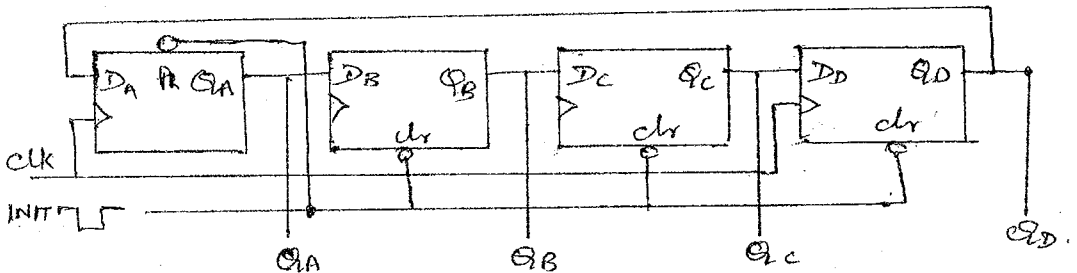 DA PR QA
DB QB
clr
DC QC
clr
DD QD
clr
CLK
INIT
QA
QB
QC
QD.